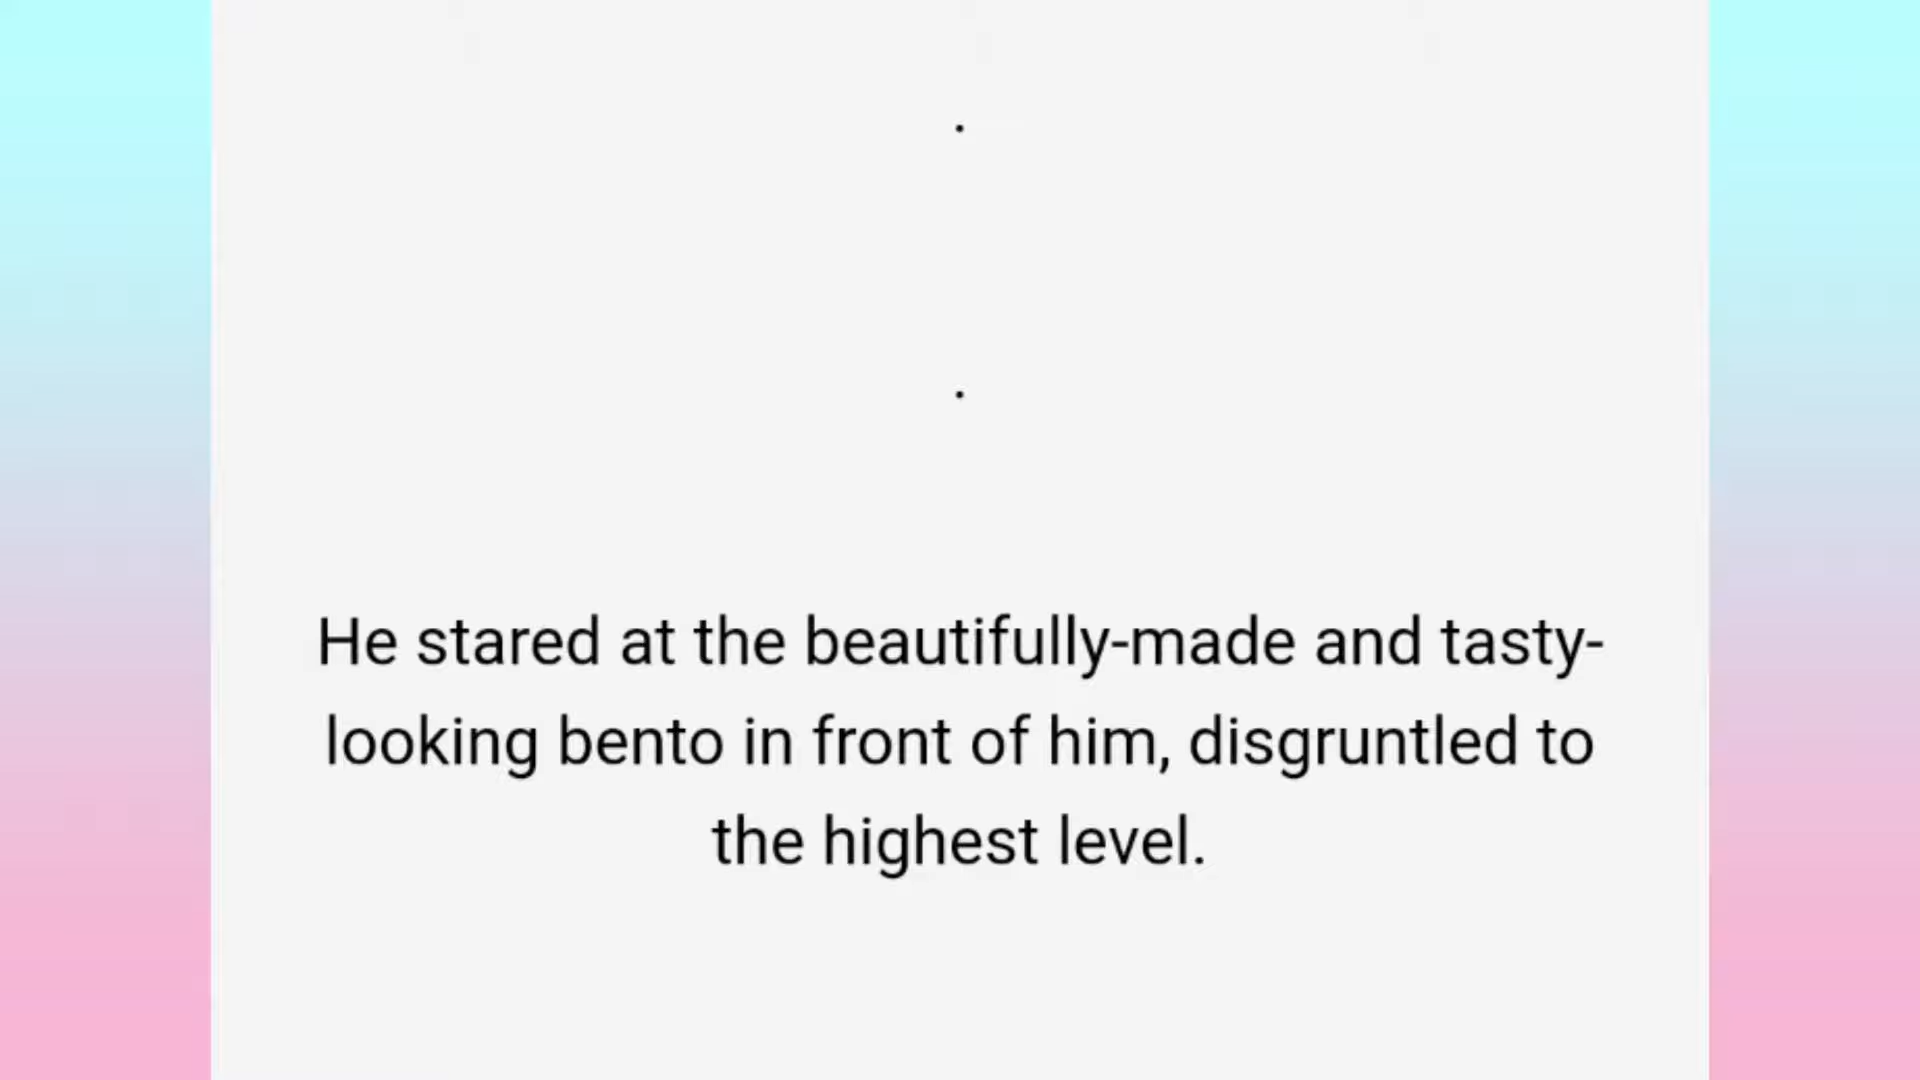 .
.
He stared at the beautifully-made and tasty-
looking bento in front of him, disgruntled to
the highest level.